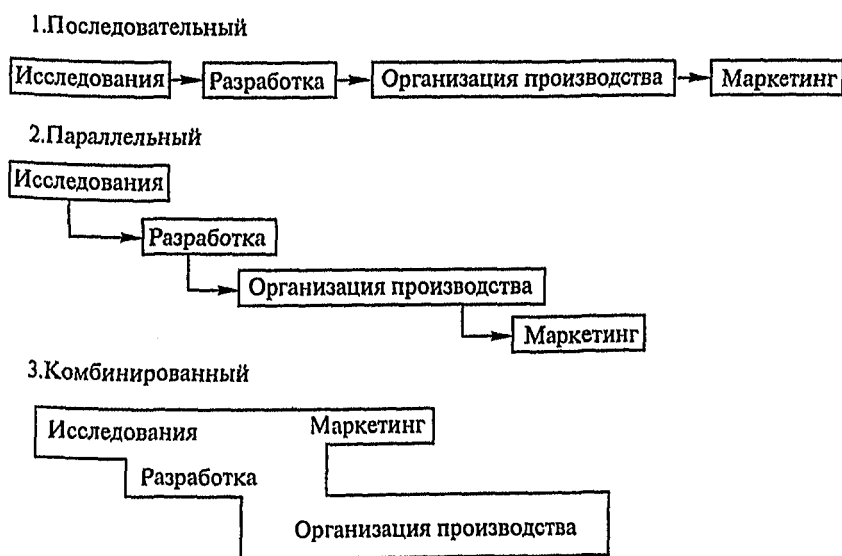 1.Последовательный
Исследования Разработка Организация производства Маркетинг
2.Параллельный
Исследования
Разработка
Организация производства
Маркетинг
3.Комбинированный
Исследования Маркетинг
Разработка
Организация производства